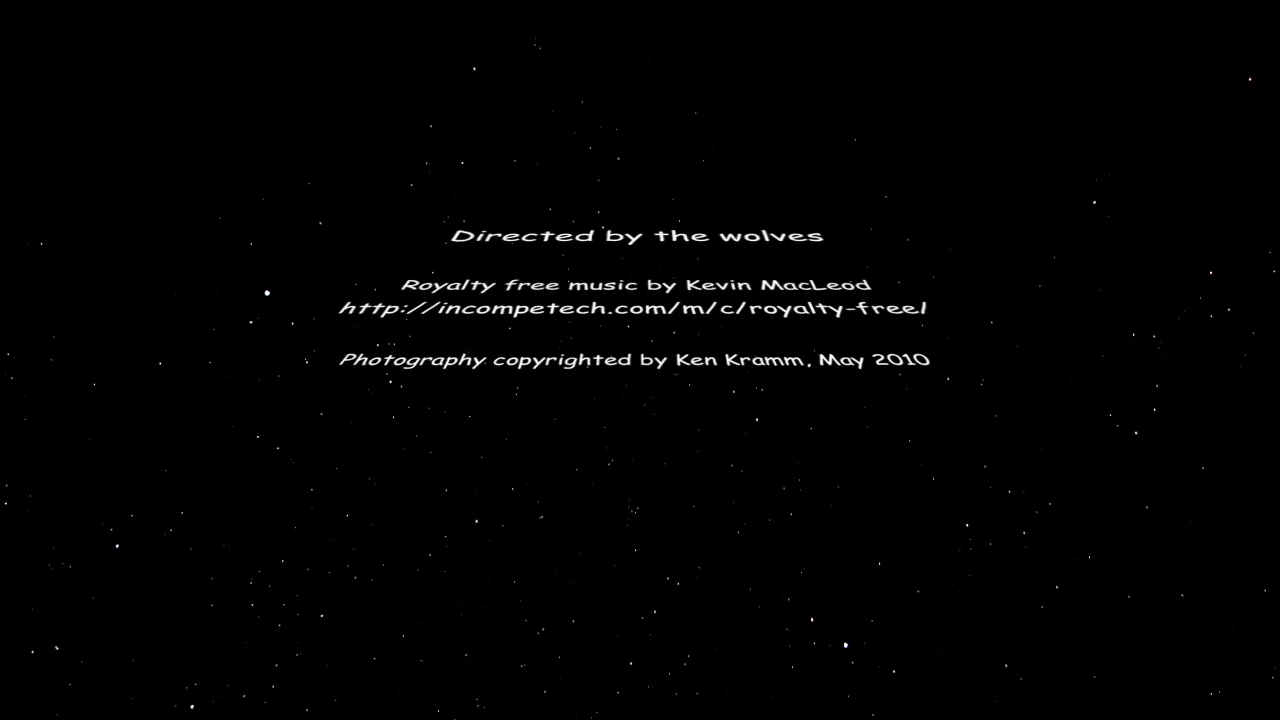 Directed by the wolves
Royalty free music by Kevin MacLeod
http://incompetech.com/m/c/royalty-free/
Photography copyrighted by Ken Kramm, May 2010